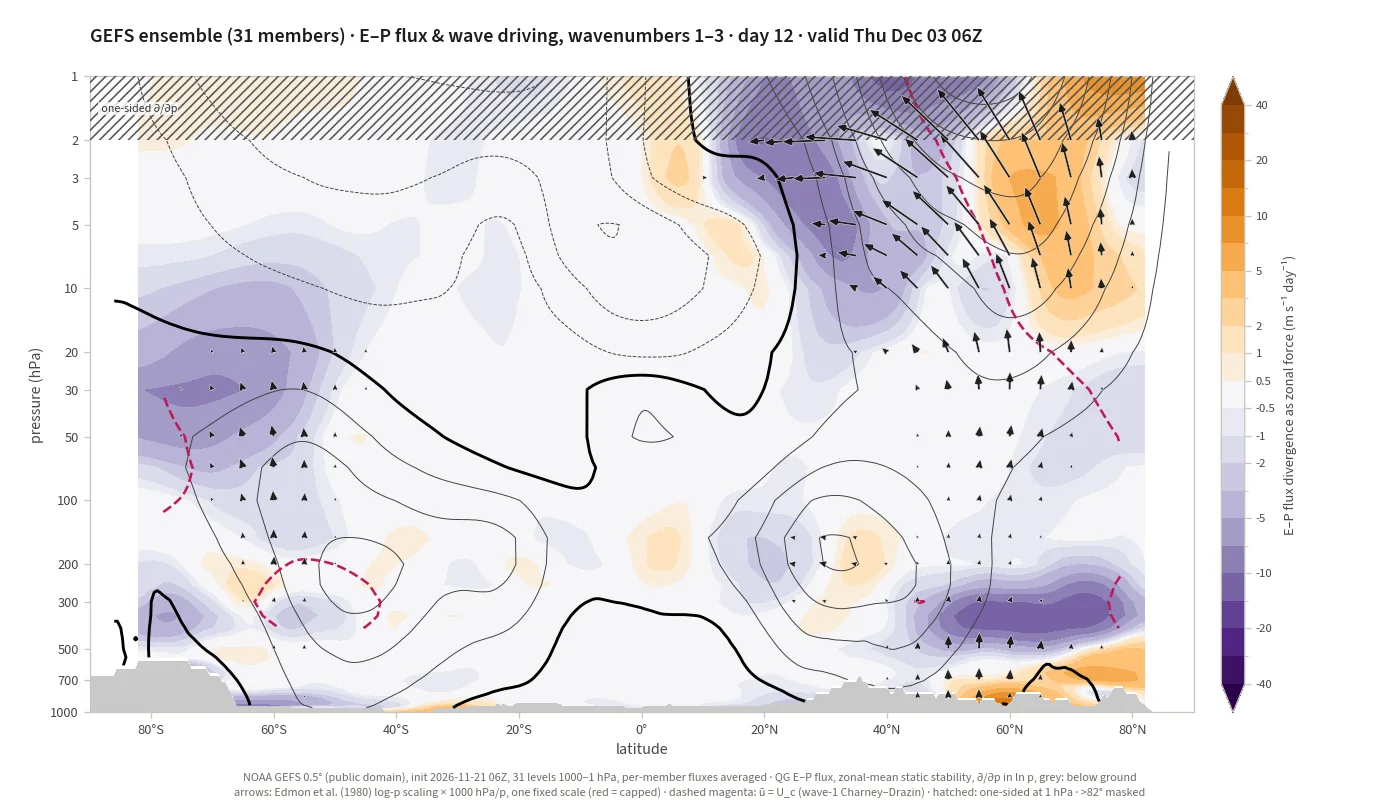 GEFS ensemble (31 members) · E–P flux & wave driving, wavenumbers 1–3 · day 12 · valid Thu Dec 03 06Z
one-sided ∂/∂p
1
2
3
5
10
20
30
50
100
200
300
500
700
1000
pressure (hPa)
80°S
60°S
40°S
20°S
0°
20°N
40°N
60°N
80°N
latitude
40
20
10
5
2
1
0.5
-0.5
-1
-2
-5
-10
-20
-40
E–P flux divergence as zonal force (m s⁻¹ day⁻¹)
NOAA GEFS 0.5° (public domain), init 2026-11-21 06Z, 31 levels 1000–1 hPa, per-member fluxes averaged · QG E–P flux, zonal-mean static stability, ∂/∂p in ln p, grey: below ground
arrows: Edmon et al. (1980) log-p scaling × 1000 hPa/p, one fixed scale (red = capped) · dashed magenta: ū = U_c (wave-1 Charney–Drazin) · hatched: one-sided at 1 hPa · >82° masked